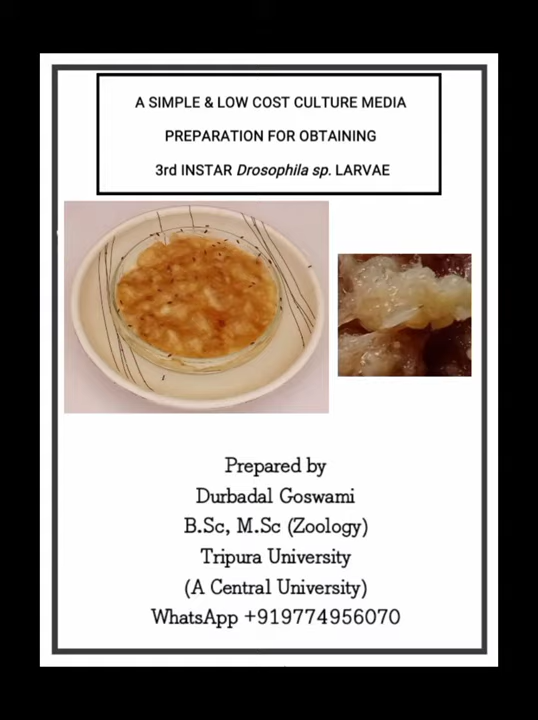 A SIMPLE & LOW COST CULTURE MEDIA
PREPARATION FOR OBTAINING
3rd INSTAR Drosophila sp. LARVAE
Prepared by
Durbadal Goswami
B.Sc, M.Sc (Zoology)
Tripura University
(A Central University)
WhatsApp +919774956070